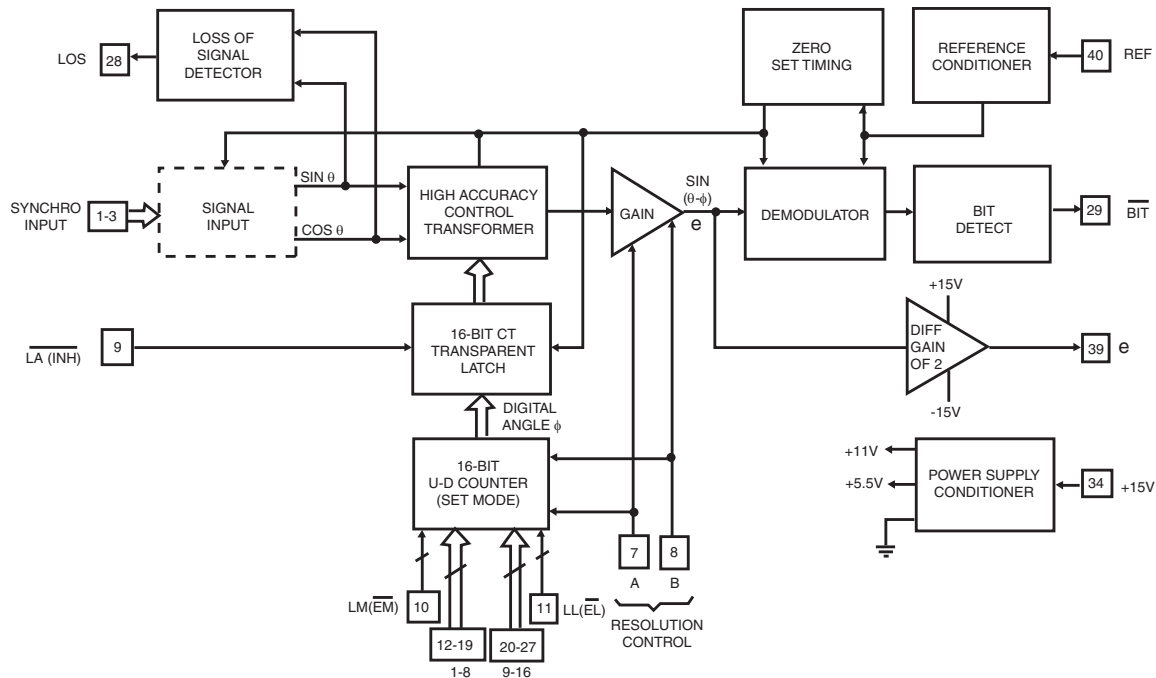 LOSS OF
SIGNAL
DETECTOR
LOS
28
ZERO
SET TIMING
REFERENCE
CONDITIONER
40
REF
SYNCHRO
INPUT
1-3
SIGNAL
INPUT
SIN θ
COS θ
HIGH ACCURACY
CONTROL
TRANSFORMER
GAIN
SIN
(θ-φ)
e
DEMODULATOR
BIT
DETECT
29
BIT
LA (INH)
9
16-BIT CT
TRANSPARENT
LATCH
+15V
DIFF
GAIN
OF 2
-15V
39
e
DIGITAL
ANGLE φ
16-BIT
U-D COUNTER
(SET MODE)
+11V
+5.5V
POWER SUPPLY
CONDITIONER
34
+15V
7
8
A
B
RESOLUTION
CONTROL
LM(EM)
10
11
LL(EL)
12-19
20-27
1-8
9-16